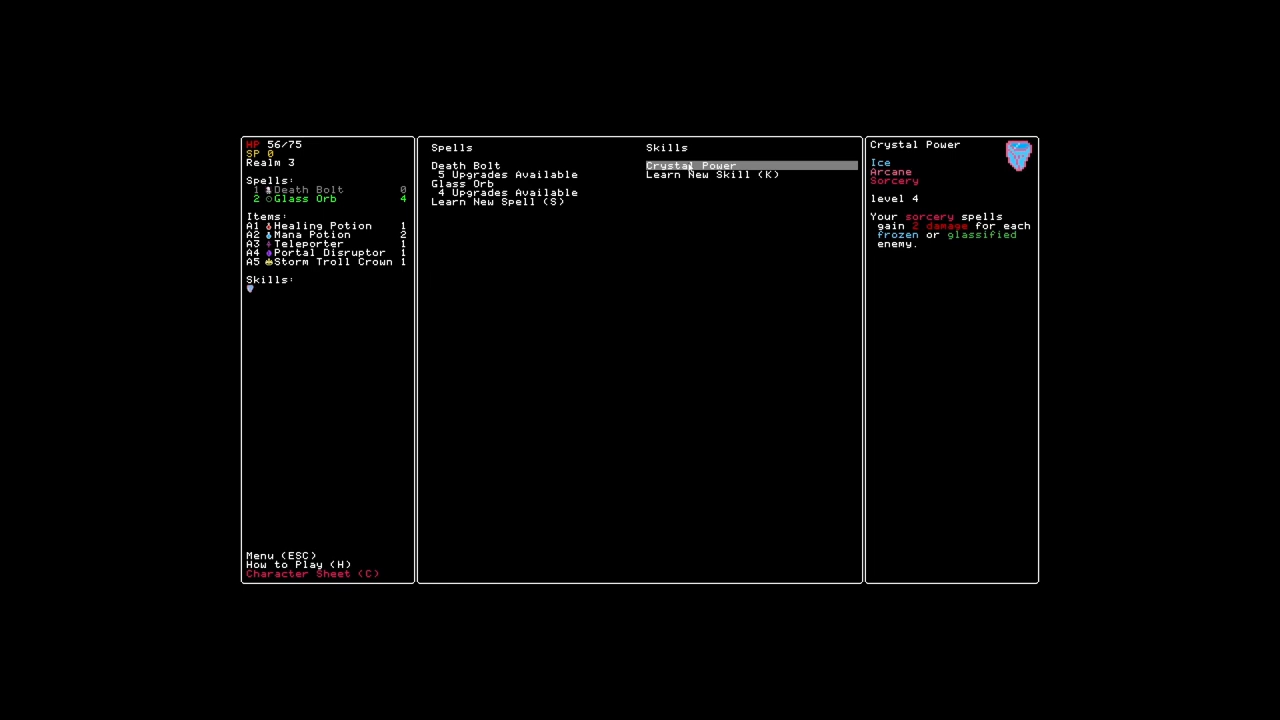 HP 56/75
SP 0
Realm 3
Spells:
1 Death Bolt 0
2 Glass Orb 4
Items:
A1 Healing Potion 1
A2 Mana Potion 2
A3 Teleporter 1
A4 Portal Disruptor 1
A5 Storm Troll Crown 1
Skills:
Menu (ESC)
How to Play (H)
Character Sheet (C)
Spells
Death Bolt
5 Upgrades Available
Glass Orb
4 Upgrades Available
Learn New Spell (S)
Skills
Crystal Power
Learn New Skill (K)
Crystal Power
Ice
Arcane
Sorcery
level 4
Your sorcery spells
gain 2 damage for each
frozen or glassified
enemy.